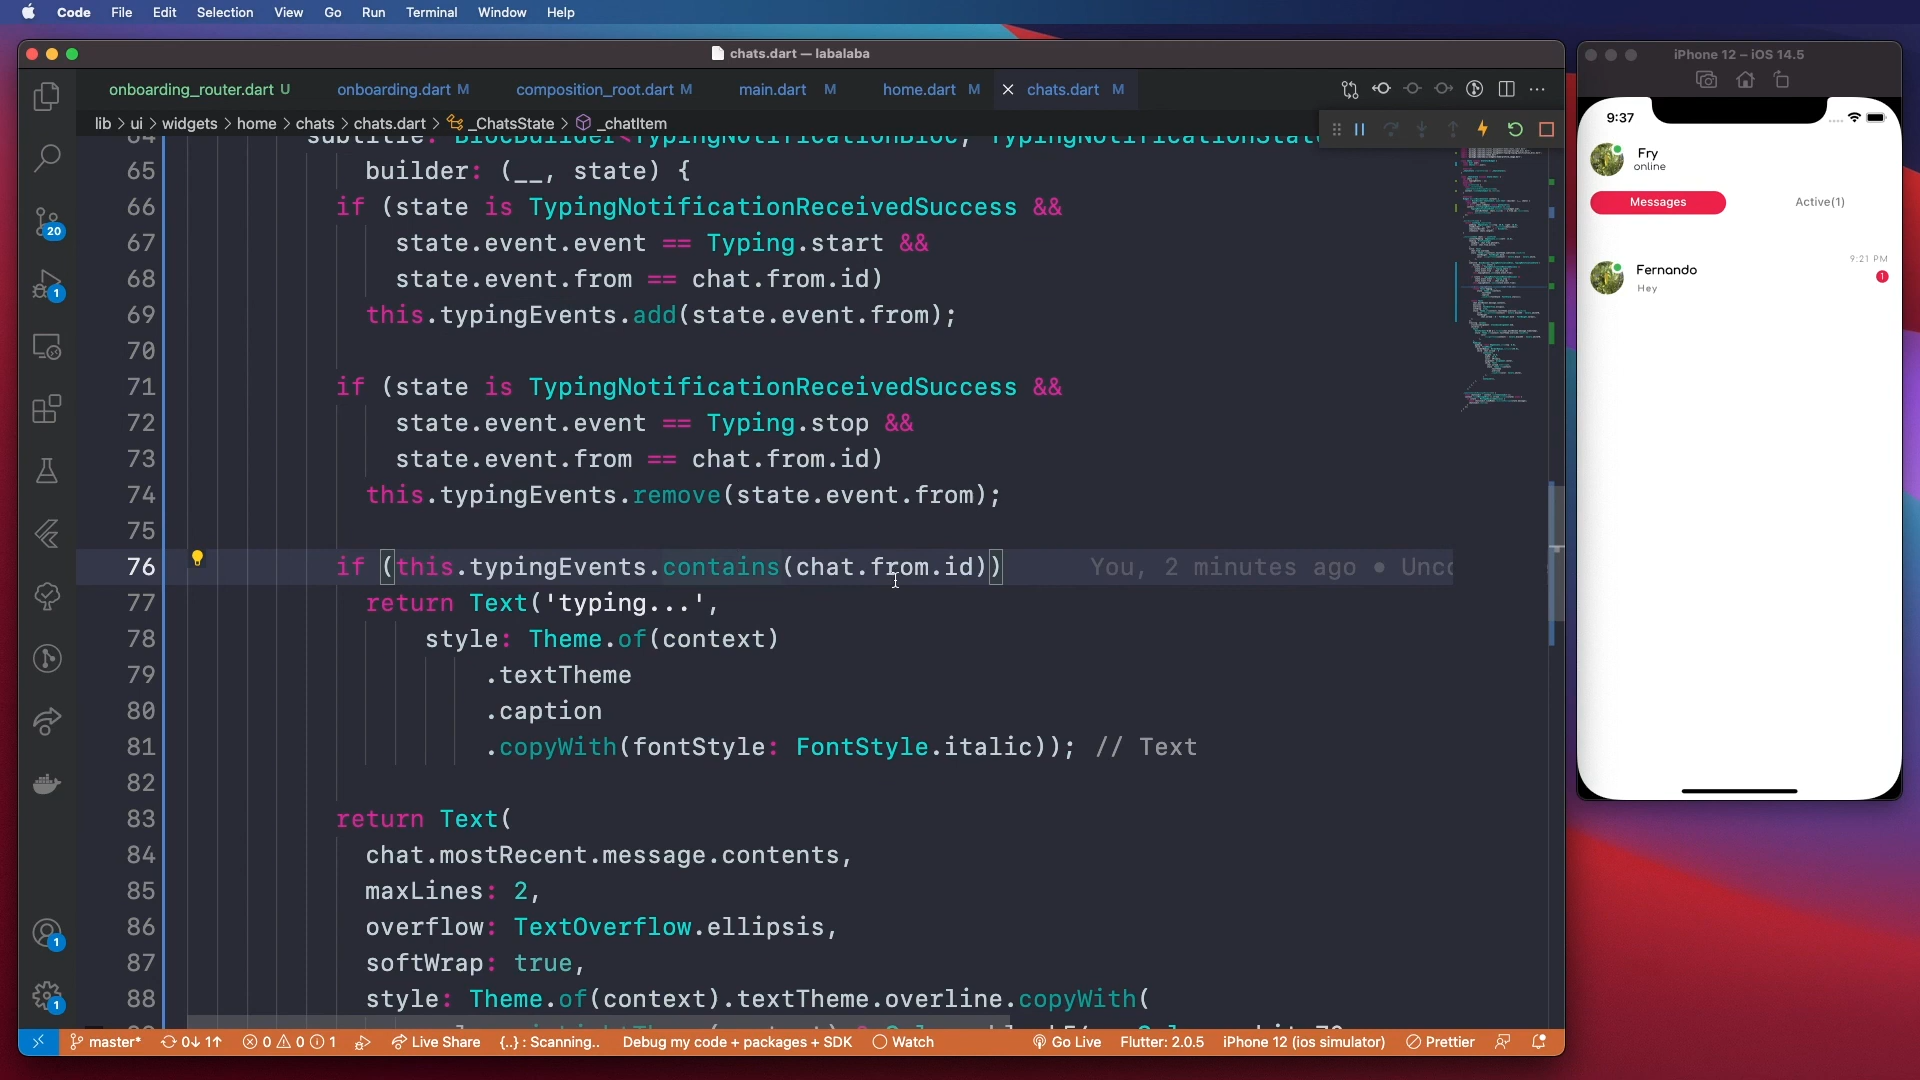 Code File Edit Selection View Go Run Terminal Window Help
chats.dart — labalaba
onboarding_router.dart U onboarding.dart M composition_root.dart M main.dart M home.dart M chats.dart M
lib > ui > widgets > home > chats > chats.dart > _ChatsState > _chatItem
64 subtitle: BlocBuilder<TypingNotificationBloc, TypingNotificationStat
65 builder: (__, state) {
66 if (state is TypingNotificationReceivedSuccess &&
67 state.event.event == Typing.start &&
68 state.event.from == chat.from.id)
69 this.typingEvents.add(state.event.from);
70
71 if (state is TypingNotificationReceivedSuccess &&
72 state.event.event == Typing.stop &&
73 state.event.from == chat.from.id)
74 this.typingEvents.remove(state.event.from);
75
76 if (this.typingEvents.contains(chat.from.id)) You, 2 minutes ago • Unco
77 return Text('typing...',
78 style: Theme.of(context)
79 .textTheme
80 .caption
81 .copyWith(fontStyle: FontStyle.italic)); // Text
82
83 return Text(
84 chat.mostRecent.message.contents,
85 maxLines: 2,
86 overflow: TextOverflow.ellipsis,
87 softWrap: true,
88 style: Theme.of(context).textTheme.overline.copyWith(
20
1
1
1
master* 0↓ 1↑ 0 0 1 Live Share {..} : Scanning.. Debug my code + packages + SDK Watch Go Live Flutter: 2.0.5 iPhone 12 (ios simulator) Prettier
iPhone 12 – iOS 14.5
9:37
Fry
online
Messages Active(1)
9:21 PM
Fernando 1
Hey